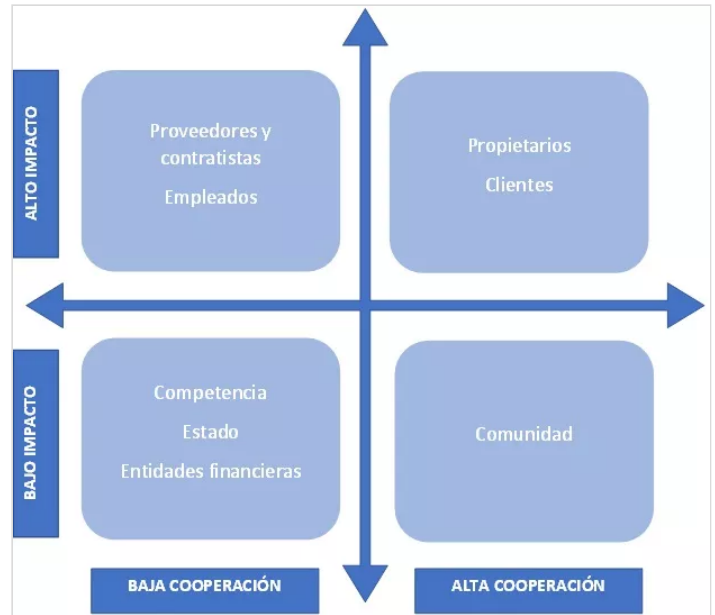 ALTO IMPACTO
Proveedores y
contratistas
Empleados
Propietarios
Clientes
BAJO IMPACTO
Competencia
Estado
Entidades financieras
Comunidad
BAJA COOPERACIÓN
ALTA COOPERACIÓN